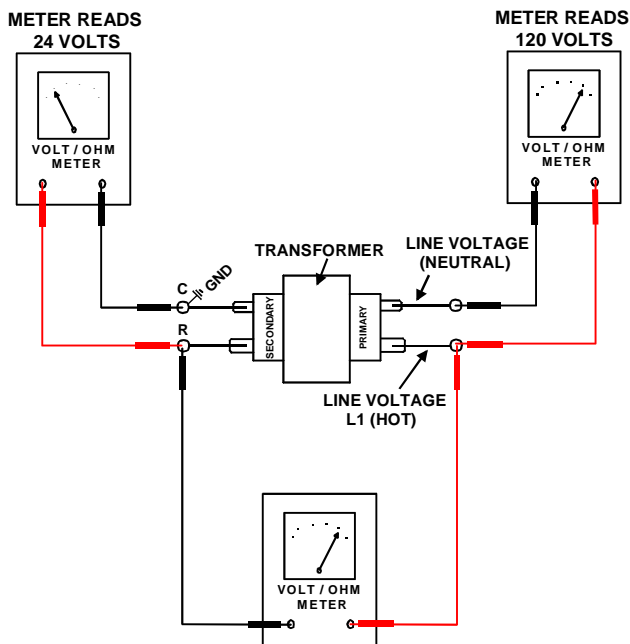 METER READS
24 VOLTS
METER READS
120 VOLTS
VOLT / OHM
METER
VOLT / OHM
METER
TRANSFORMER
LINE VOLTAGE
(NEUTRAL)
C
GND
R
SECONDARY
PRIMARY
LINE VOLTAGE
L1 (HOT)
VOLT / OHM
METER